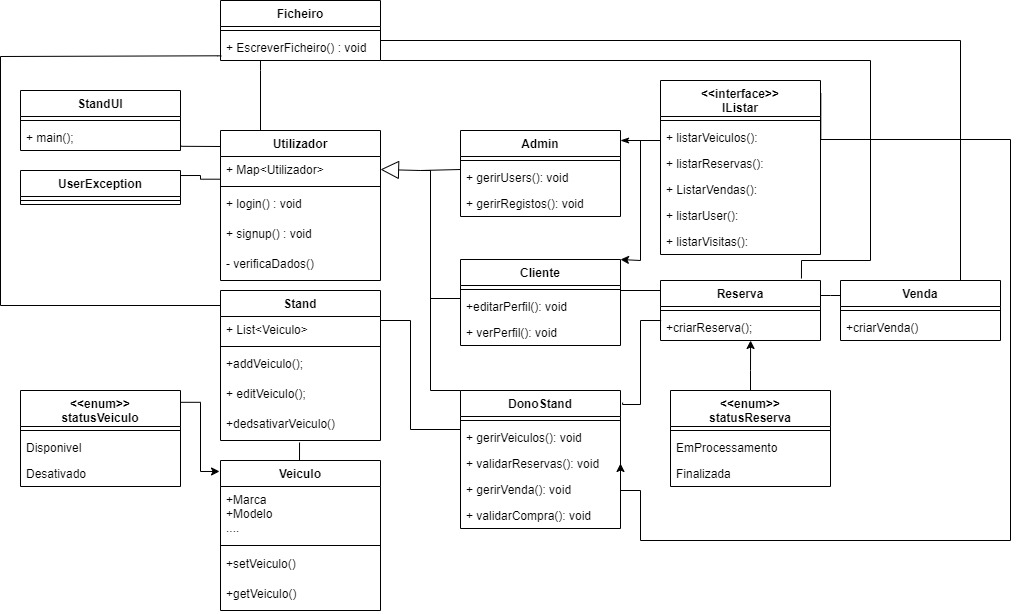 Ficheiro
+ EscreverFicheiro() : void
StandUI
+ main();
UserException
Utilizador
+ Map<Utilizador>
+ login() : void
+ signup() : void
- verificaDados()
Admin
+ gerirUsers(): void
+ gerirRegistos(): void
<<interface>>
IListar
+ listarVeiculos():
+ listarReservas():
+ ListarVendas():
+ listarUser():
+ listarVisitas():
Cliente
+editarPerfil(): void
+ verPerfil(): void
Reserva
+criarReserva();
Venda
+criarVenda()
Stand
+ List<Veiculo>
+addVeiculo();
+ editVeiculo();
+dedsativarVeiculo()
<<enum>>
statusVeiculo
Disponivel
Desativado
DonoStand
+ gerirVeiculos(): void
+ validarReservas(): void
+ gerirVenda(): void
+ validarCompra(): void
<<enum>>
statusReserva
EmProcessamento
Finalizada
Veiculo
+Marca
+Modelo
....
+setVeiculo()
+getVeiculo()